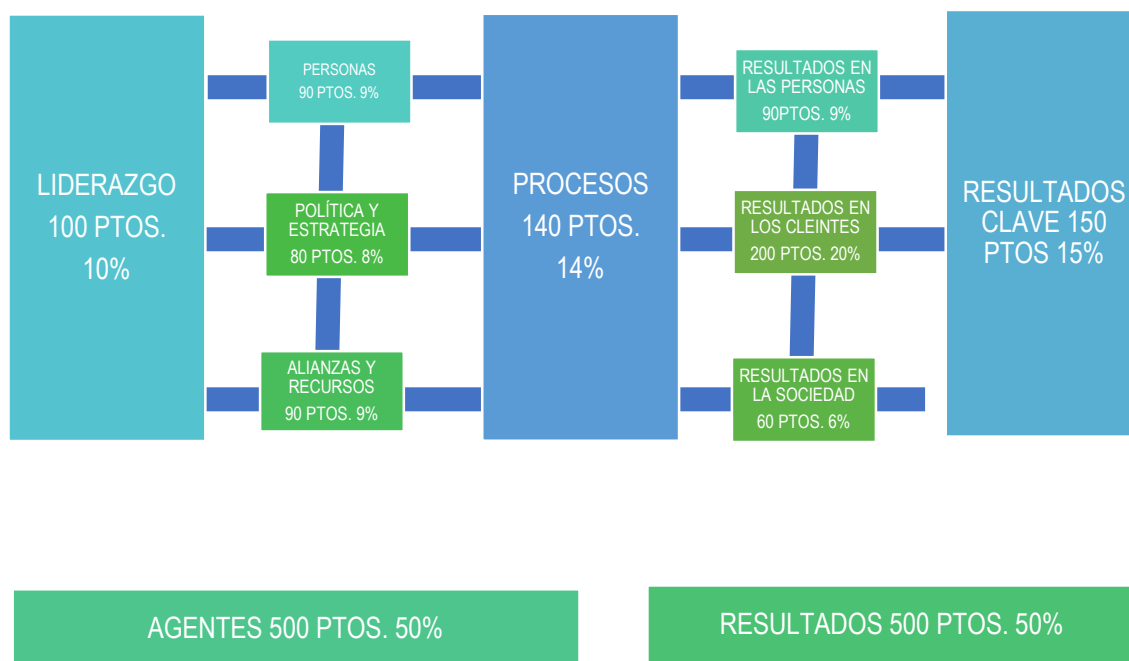 LIDERAZGO
100 PTOS.
10%
PERSONAS
90 PTOS. 9%
POLÍTICA Y
ESTRATEGIA
80 PTOS. 8%
ALIANZAS Y
RECURSOS
90 PTOS. 9%
PROCESOS
140 PTOS.
14%
RESULTADOS EN
LAS PERSONAS
90PTOS. 9%
RESULTADOS EN
LOS CLEINTES
200 PTOS. 20%
RESULTADOS EN
LA SOCIEDAD
60 PTOS. 6%
RESULTADOS
CLAVE 150
PTOS 15%
AGENTES 500 PTOS. 50%
RESULTADOS 500 PTOS. 50%